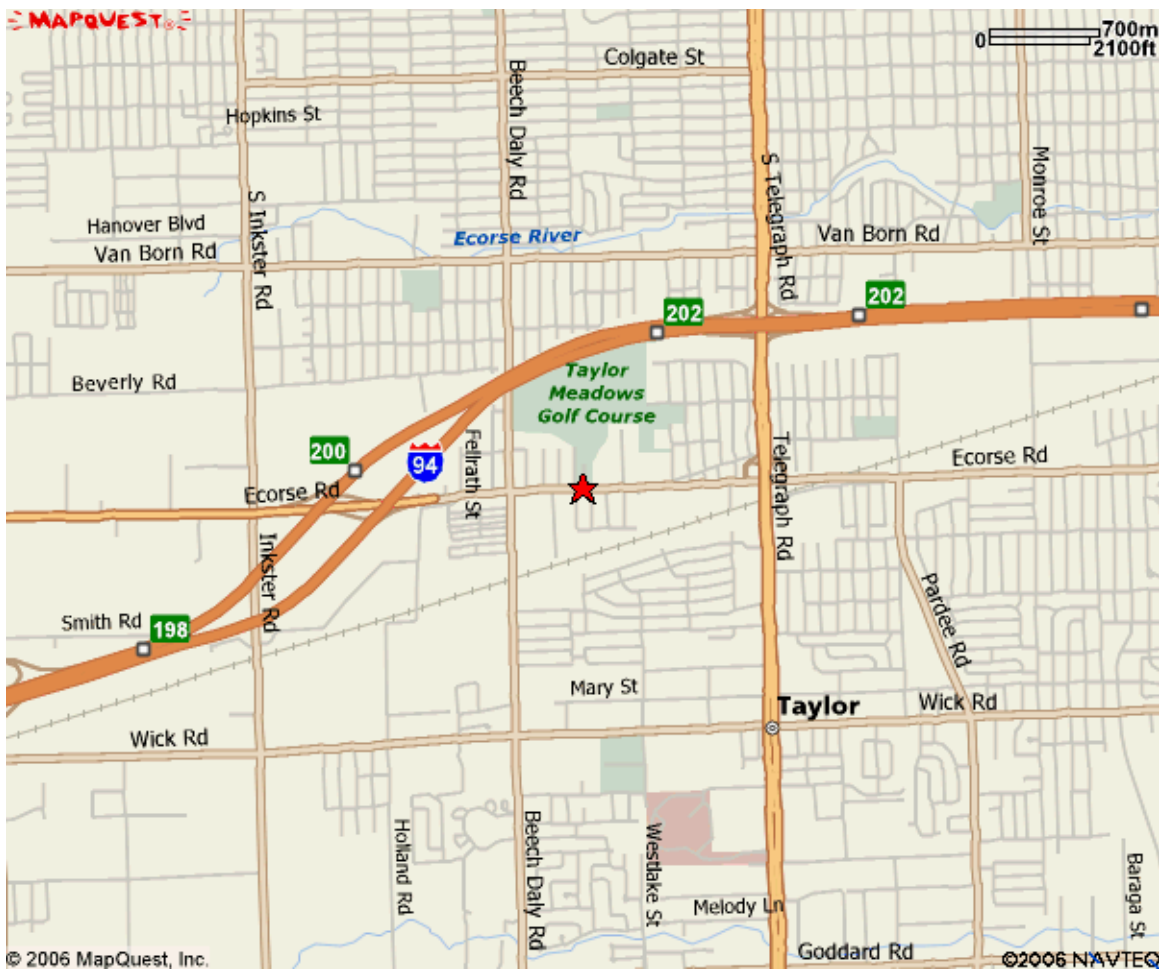 MAPQUEST
0 700m
2100ft
Colgate St
Beech Daly Rd
Hopkins St
S Telegraph Rd
Monroe St
S Inkster Rd
Hanover Blvd
Van Born Rd
Ecorse River
Van Born Rd
202
202
Taylor
Meadows
Golf Course
Beverly Rd
200
94
Fellrath St
Telegraph Rd
Ecorse Rd
Ecorse Rd
Inkster Rd
Pardee Rd
Smith Rd
198
Mary St
Taylor
Wick Rd
Wick Rd
Holland Rd
Beech Daly Rd
Westlake St
Baraga St
Melody Ln
Goddard Rd
© 2006 MapQuest, Inc.
©2006 NAVTEQ